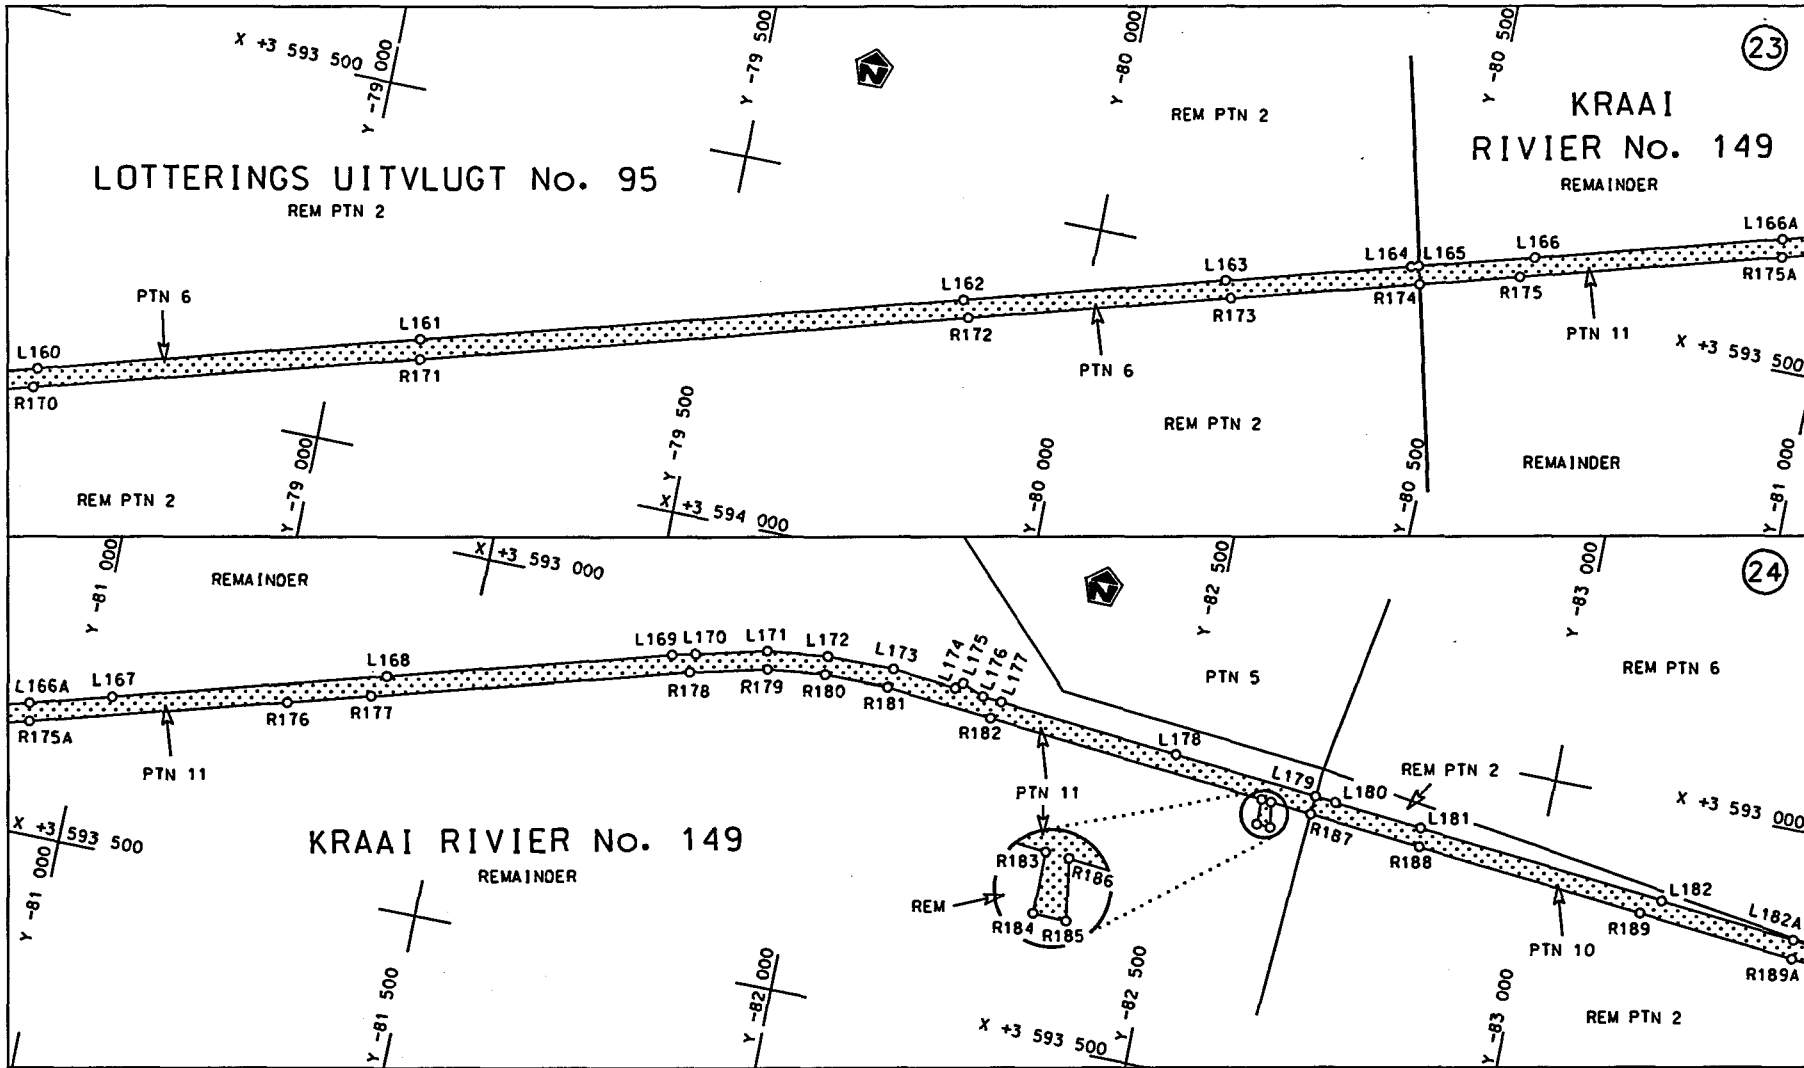 X +3 593 500
Y -79 000
Y -79 500
N
Y -80 000
Y -80 500
23
REM PTN 2
KRAAI
RIVIER No. 149
REMAINDER
LOTTERINGS UITVLUGT No. 95
REM PTN 2
L166A
L164
L165
L166
R175A
L163
R174
R175
L162
R173
PTN 11
PTN 6
R172
X +3 593 500
L161
L160
R171
PTN 6
R170
REM PTN 2
REMAINDER
REM PTN 2
Y -79 000
Y -79 500
X +3 594 000
Y -80 000
Y -80 500
Y -81 000
Y -81 000
REMAINDER
X +3 593 000
N
Y -82 500
Y -83 000
24
L169
L170
L171
L172
L173
L174
L175
L176
L177
PTN 5
REM PTN 6
L166A
L167
L168
R178
R179
R180
R181
R175A
R176
R177
R182
L178
PTN 11
PTN 11
L179
L180
REM PTN 2
X +3 593 000
X +3 593 500
KRAAI RIVIER No. 149
REMAINDER
R187
L181
R188
R183
R186
REM
R184
R185
L182
L182A
R189
PTN 10
R189A
Y -81 000
Y -81 500
Y -82 000
X +3 593 500
Y -82 500
Y -83 000
REM PTN 2